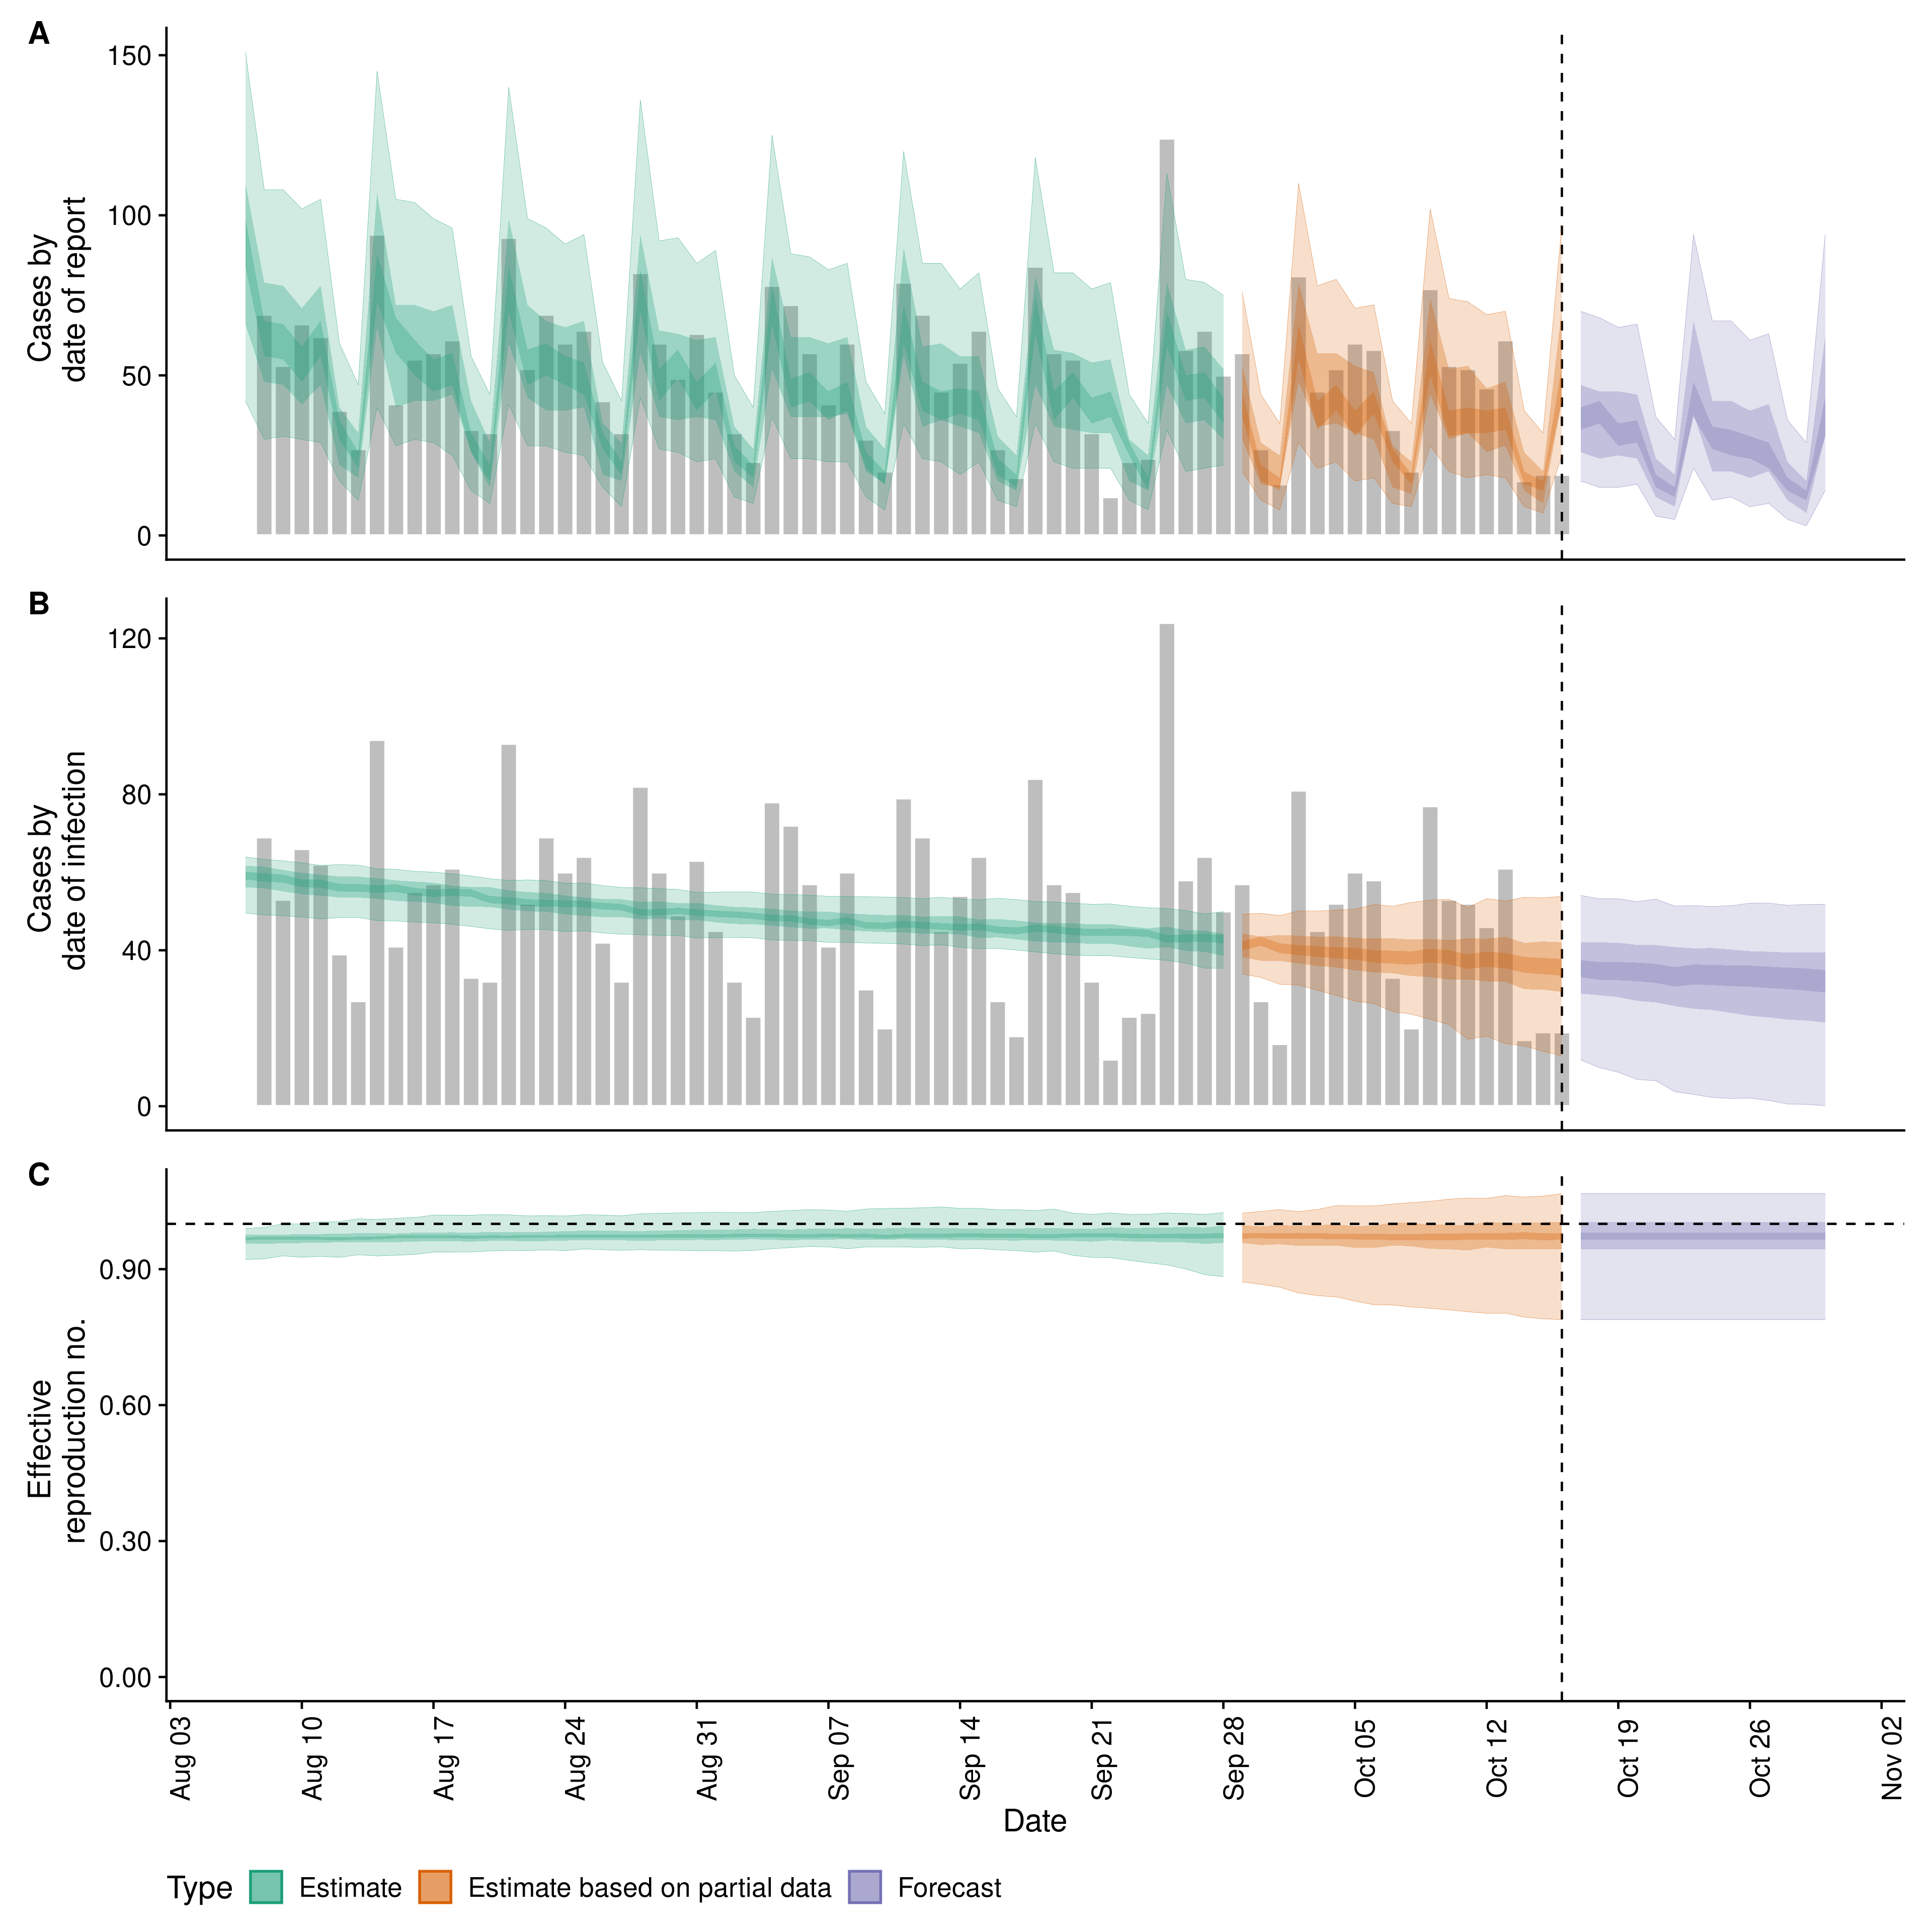 A
150
100
50
0
Cases by
date of report
B
120
80
40
0
Cases by
date of infection
C
0.90
0.60
0.30
0.00
Effective
reproduction no.
Aug 03
Aug 10
Aug 17
Aug 24
Aug 31
Sep 07
Sep 14
Sep 21
Sep 28
Oct 05
Oct 12
Oct 19
Oct 26
Nov 02
Date
Type Estimate Estimate based on partial data Forecast